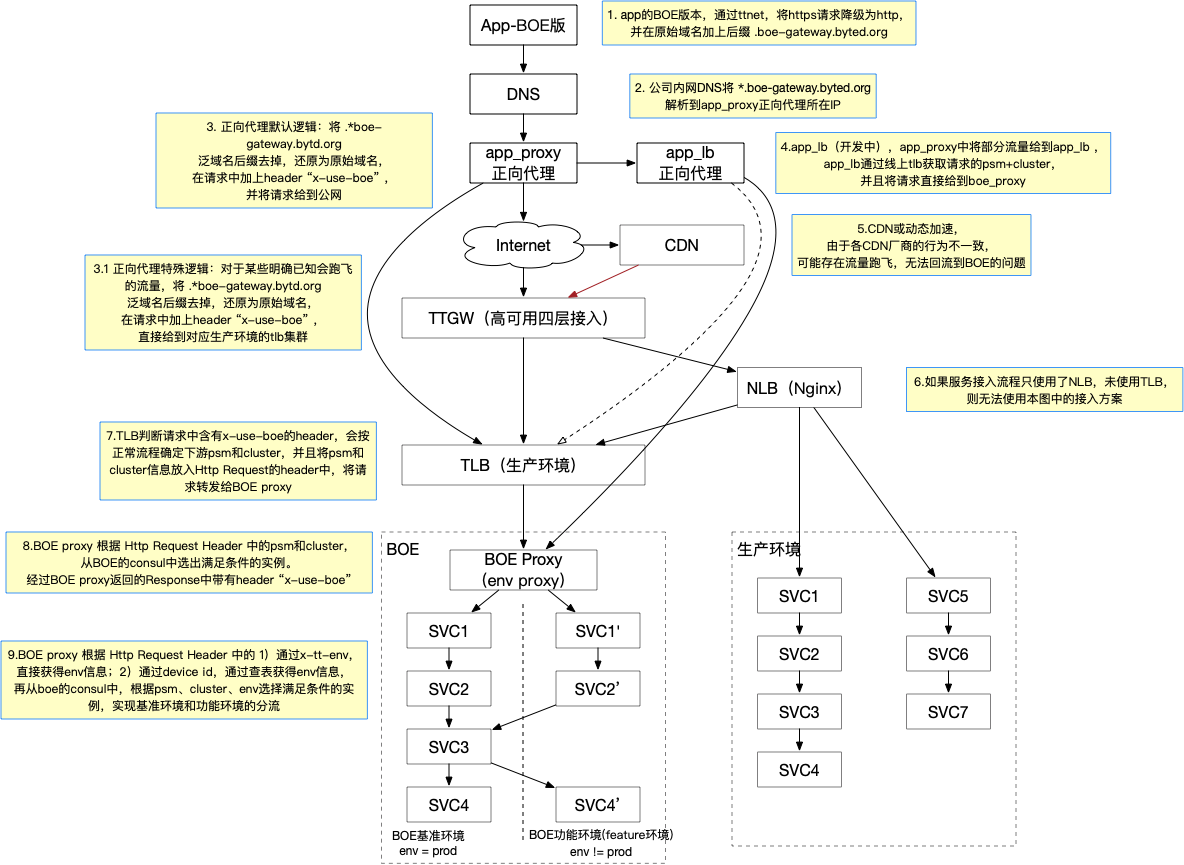 App-BOE版
1. app的BOE版本，通过ttnet，将https请求降级为http，
并在原始域名加上后缀 .boe-gateway.byted.org
DNS
2. 公司内网DNS将 *.boe-gateway.byted.org
解析到app_proxy正向代理所在IP
3. 正向代理默认逻辑：将 .*boe-
gateway.bytd.org
泛域名后缀去掉，还原为原始域名，
在请求中加上header “x-use-boe”，
并将请求给到公网
app_proxy
正向代理
app_lb
正向代理
4.app_lb（开发中），app_proxy中将部分流量给到app_lb，
app_lb通过线上tlb获取请求的psm+cluster，
并且将请求直接给到boe_proxy
Internet
CDN
5.CDN或动态加速，
由于各CDN厂商的行为不一致，
可能存在流量跑飞，无法回流到BOE的问题
3.1 正向代理特殊逻辑：对于某些明确已知会跑飞
的流量，将 .*boe-gateway.bytd.org
泛域名后缀去掉，还原为原始域名，
在请求中加上header “x-use-boe”，
直接给到对应生产环境的tlb集群
TTGW（高可用四层接入）
NLB（Nginx）
6.如果服务接入流程只使用了NLB，未使用TLB，
则无法使用本图中的接入方案
7.TLB判断请求中含有x-use-boe的header，会按
正常流程确定下游psm和cluster，并且将psm和
cluster信息放入Http Request的header中，将请
求转发给BOE proxy
TLB（生产环境）
8.BOE proxy 根据 Http Request Header 中的psm和cluster，
从BOE的consul中选出满足条件的实例。
经过BOE proxy返回的Response中带有header “x-use-boe”
BOE
BOE Proxy
(env proxy)
生产环境
SVC1
SVC5
SVC1
SVC1'
9.BOE proxy 根据 Http Request Header 中的 1）通过x-tt-env，
直接获得env信息；2）通过device id，通过查表获得env信息，
再从boe的consul中，根据psm、cluster、env选择满足条件的实
例，实现基准环境和功能环境的分流
SVC2
SVC6
SVC2
SVC2’
SVC3
SVC7
SVC3
SVC4
SVC4
SVC4’
BOE基准环境
env = prod
BOE功能环境(feature环境)
env != prod